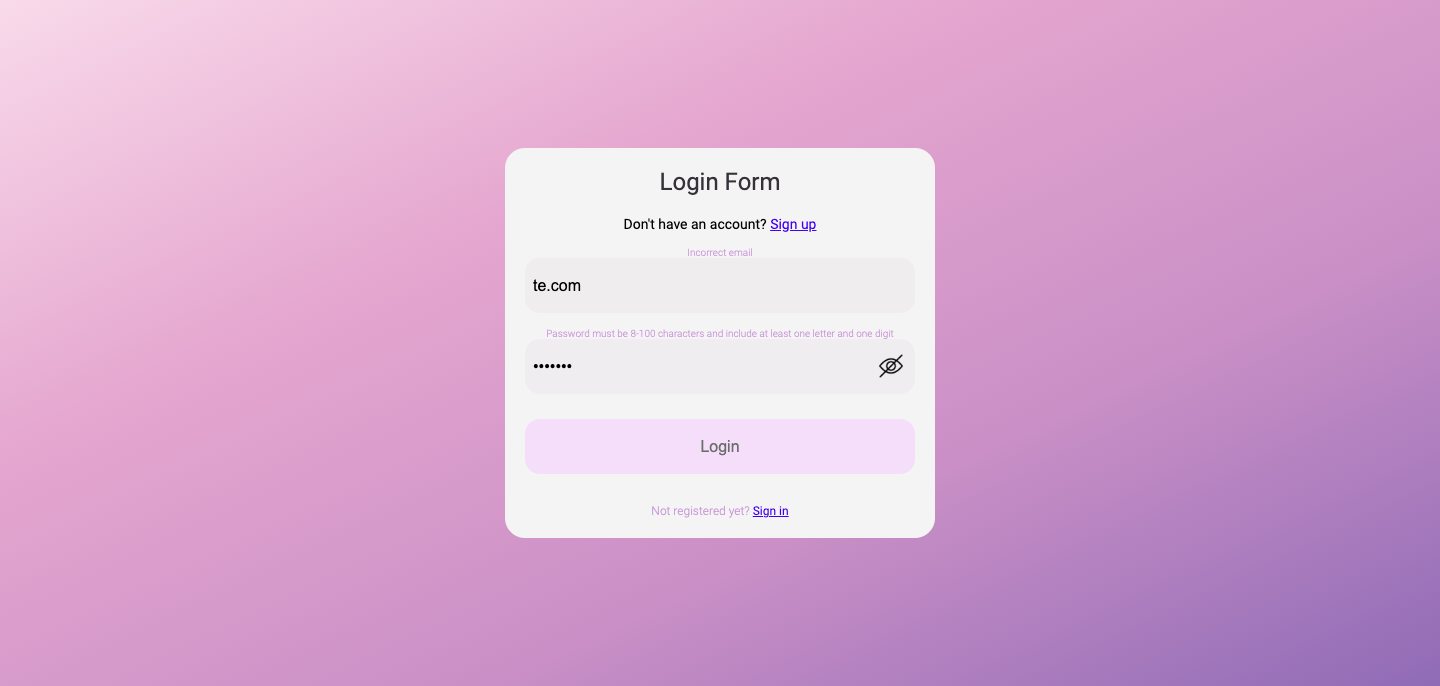 Login Form
Don't have an account? Sign up
Incorrect email
te.com
Password must be 8-100 characters and include at least one letter and one digit
•••••••
Login
Not registered yet? Sign in